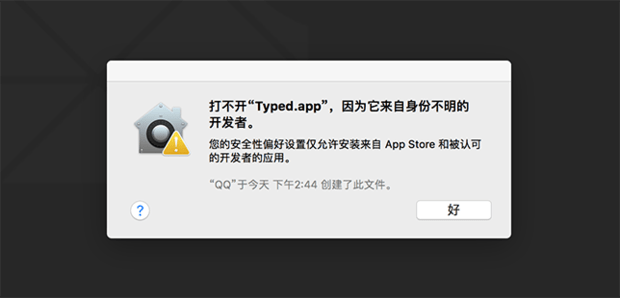 打不开“Typed.app”，因为它来自身份不明的
开发者。
您的安全性偏好设置仅允许安装来自 App Store 和被认可
的开发者的应用。
“QQ”于今天 下午2:44 创建了此文件。
?
好